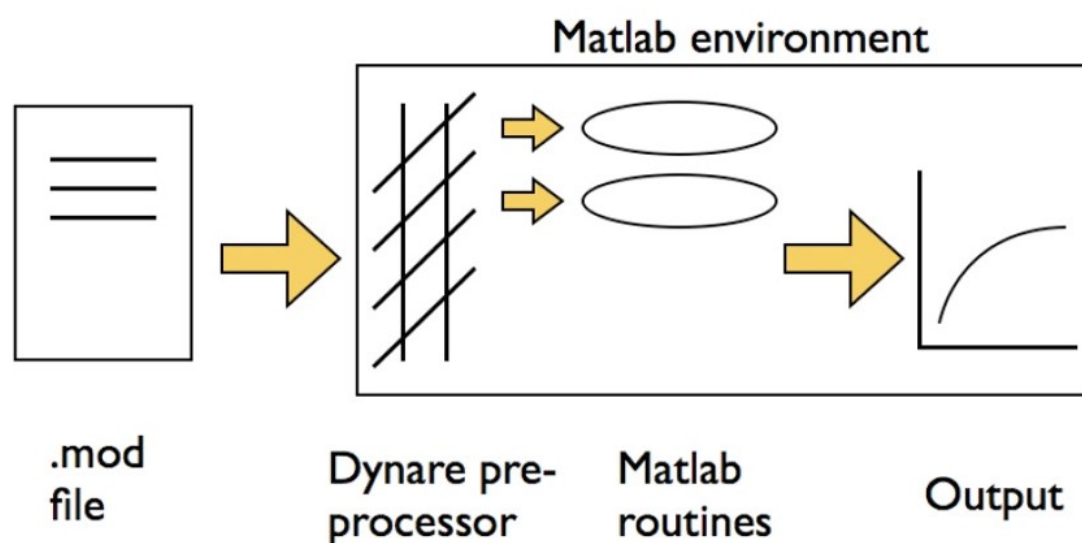 Matlab environment
.mod
file
Dynare pre-
processor
Matlab
routines
Output